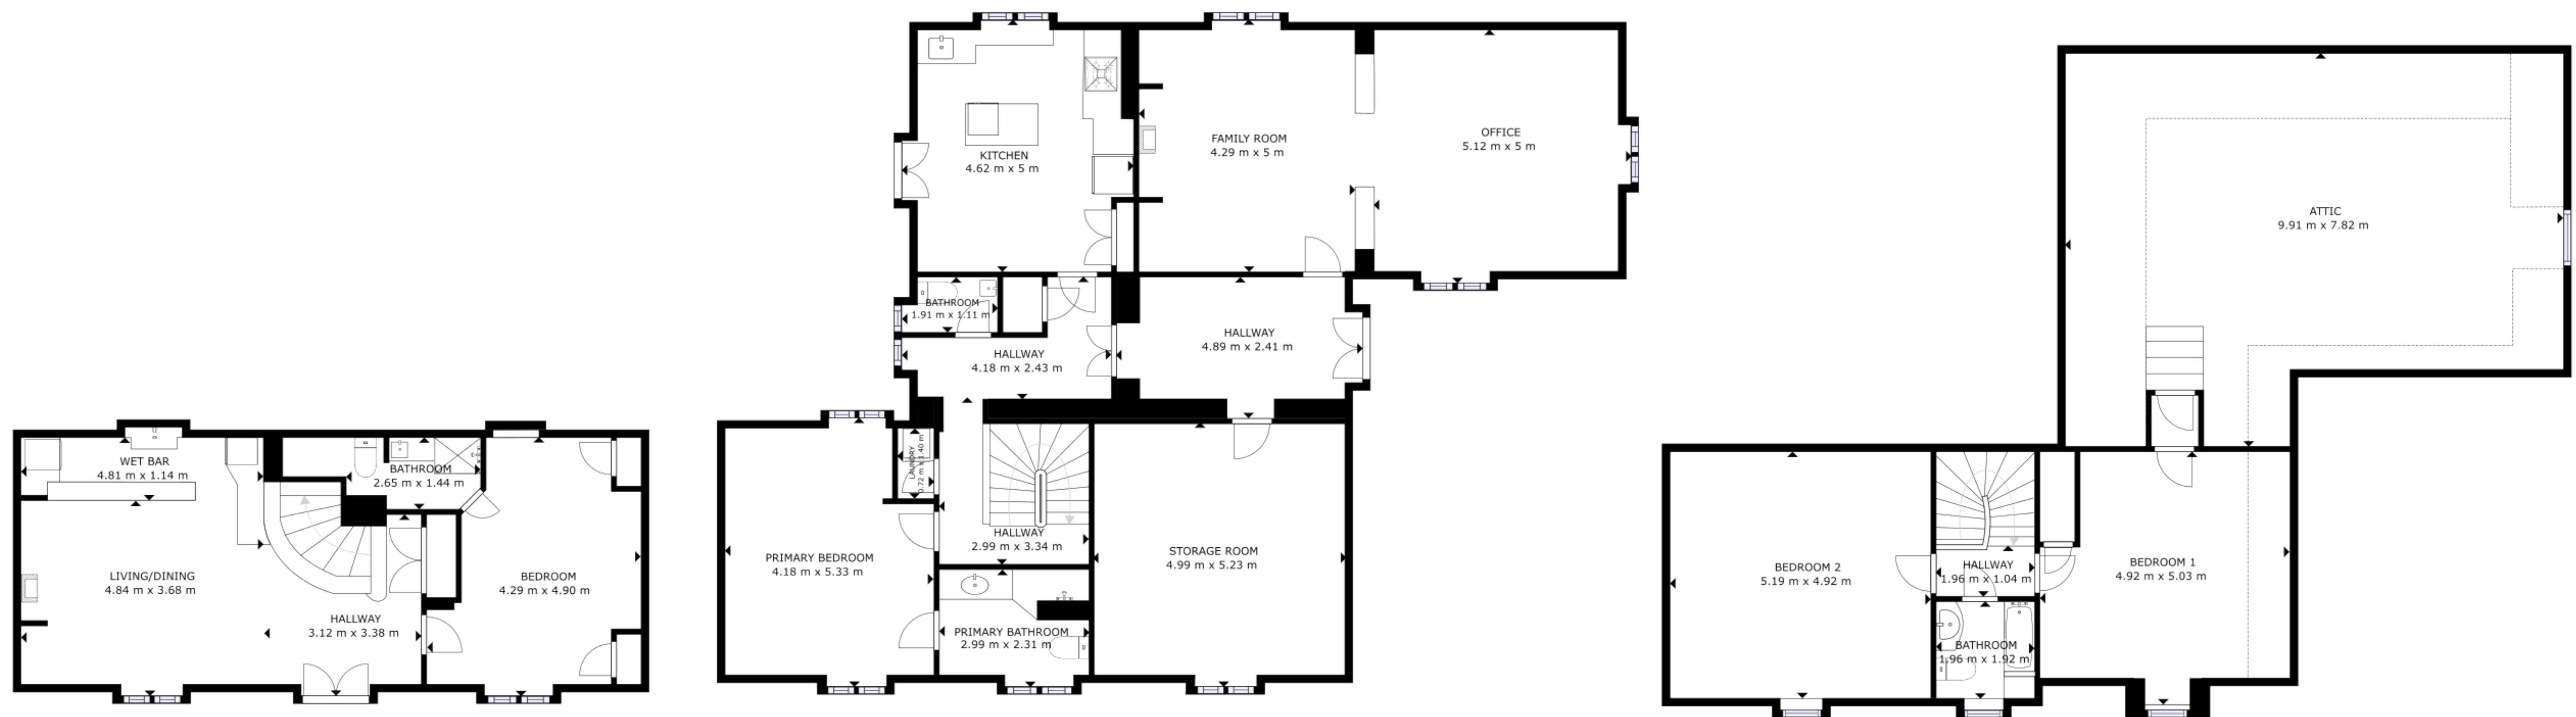 WET BAR
4.81 m x 1.14 m
BATHROOM
2.65 m x 1.44 m
LIVING/DINING
4.84 m x 3.68 m
BEDROOM
4.29 m x 4.90 m
HALLWAY
3.12 m x 3.38 m
KITCHEN
4.62 m x 5 m
FAMILY ROOM
4.29 m x 5 m
OFFICE
5.12 m x 5 m
BATHROOM
1.91 m x 1.11 m
HALLWAY
4.18 m x 2.43 m
HALLWAY
4.89 m x 2.41 m
LAUNDRY
0.72 m x 1.40 m
HALLWAY
2.99 m x 3.34 m
PRIMARY BEDROOM
4.18 m x 5.33 m
STORAGE ROOM
4.99 m x 5.23 m
PRIMARY BATHROOM
2.99 m x 2.31 m
ATTIC
9.91 m x 7.82 m
BEDROOM 2
5.19 m x 4.92 m
HALLWAY
1.96 m x 1.04 m
BEDROOM 1
4.92 m x 5.03 m
BATHROOM
1.96 m x 1.92 m